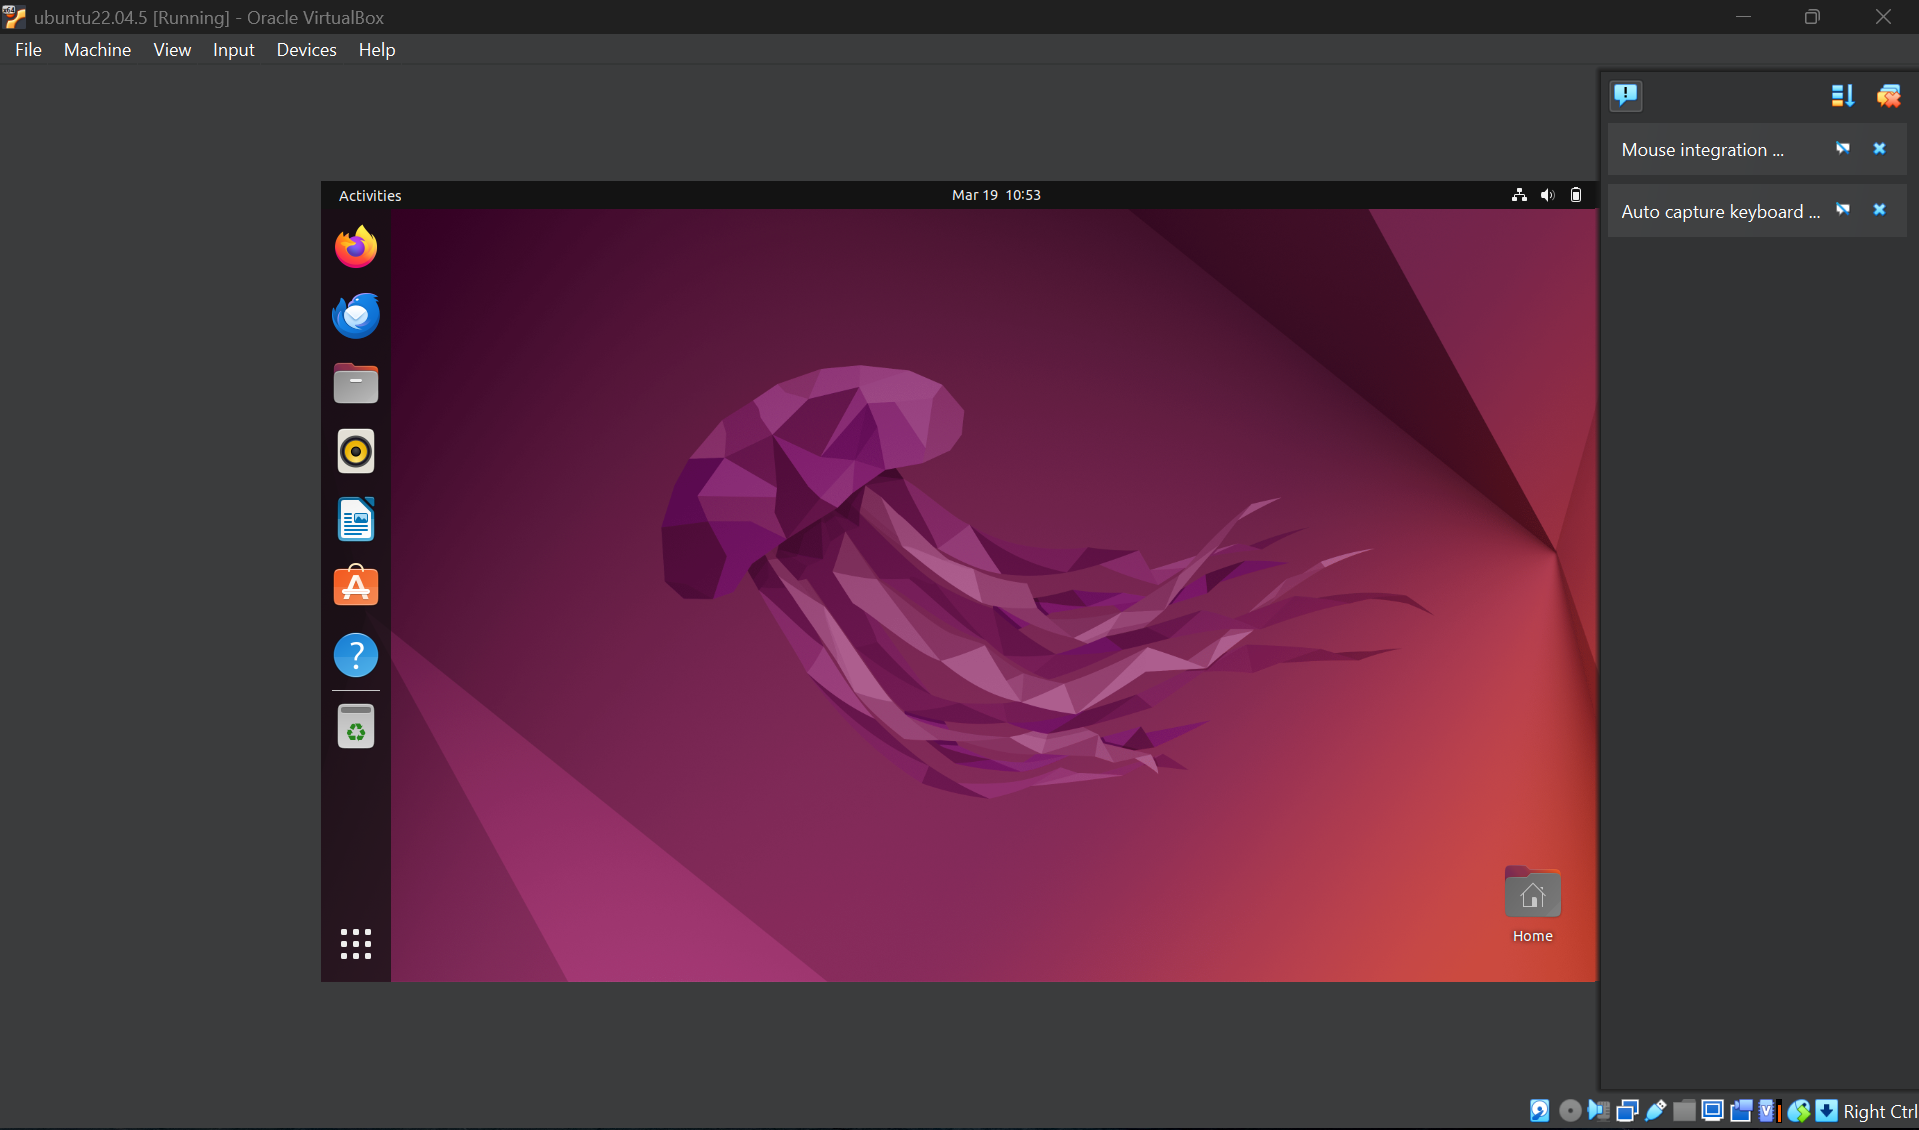 ubuntu22.04.5 [Running] - Oracle VirtualBox
File Machine View Input Devices Help
Mouse integration ...
Auto capture keyboard ...
Activities
Mar 19 10:53
Home
Right Ctrl